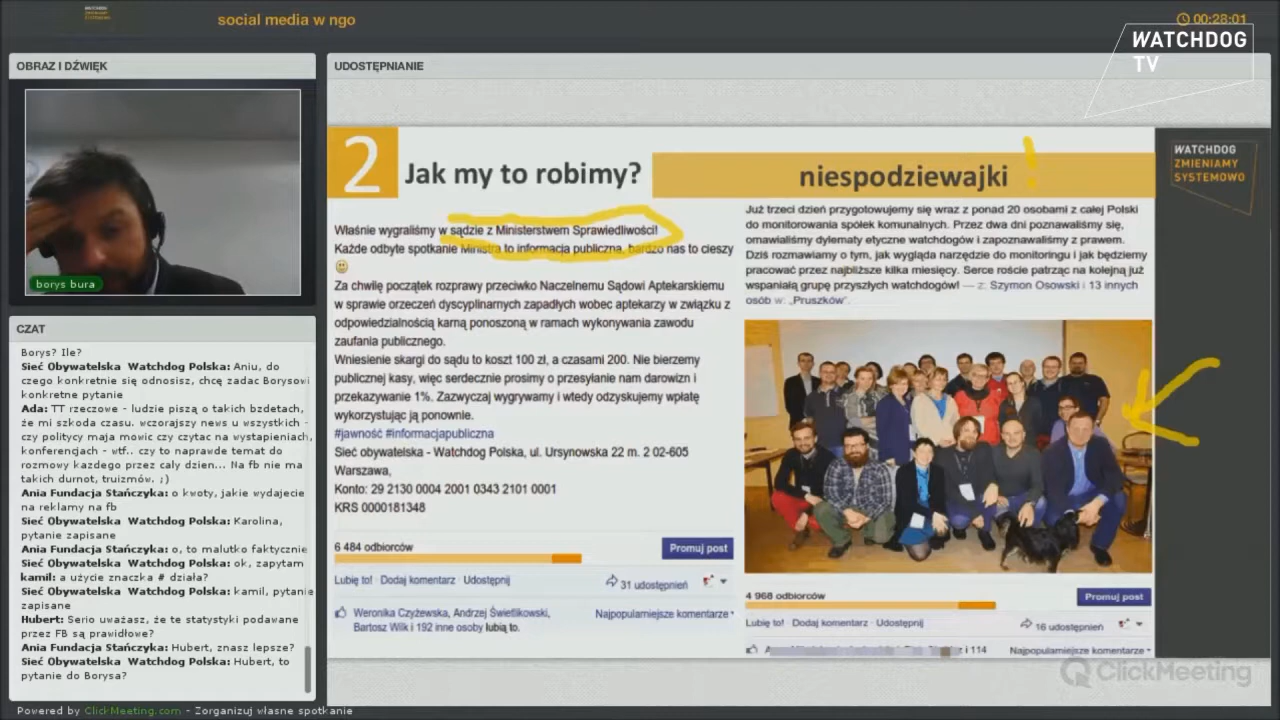 WATCHDOG
ZMIENIAMY
SYSTEMOWO
social media w ngo
00:28:01
WATCHDOG
TV
OBRAZ I DŹWIĘK
borys bura
CZAT
Borys? Ile?
Sieć Obywatelska Watchdog Polska: Aniu, do
czego konkretnie się odnosisz, chcę zadac Borysowi
konkretne pytanie
Ada: TT rzeczowe - ludzie piszą o takich bzdetach,
że mi szkoda czasu. wczorajszy news u wszystkich -
czy politycy maja mowic czy czytac na wystapieniach,
konferencjach - wtf.. czy to naprawde temat do
rozmowy kazdego przez caly dzien... Na fb nie ma
takich durnot, truizmów. ;)
Ania Fundacja Stańczyka: o kwoty, jakie wydajecie
na reklamy na fb
Sieć Obywatelska Watchdog Polska: Karolina,
pytanie zapisane
Ania Fundacja Stańczyka: o, to malutko faktycznie
Sieć Obywatelska Watchdog Polska: ok, zapytam
kamil: a użycie znaczka # działa?
Sieć Obywatelska Watchdog Polska: kamil, pytanie
zapisane
Hubert: Serio uważasz, że te statystyki podawane
przez FB są prawidłowe?
Ania Fundacja Stańczyka: Hubert, znasz lepsze?
Sieć Obywatelska Watchdog Polska: Hubert, to
pytanie do Borysa?
UDOSTĘPNIANIE
2
Jak my to robimy?
niespodziewajki !
WATCHDOG
ZMIENIAMY
SYSTEMOWO
Właśnie wygraliśmy w sądzie z Ministerstwem Sprawiedliwości!
Każde odbyte spotkanie Ministra to informacja publiczna, bardzo nas to cieszy
Za chwilę początek rozprawy przeciwko Naczelnemu Sądowi Aptekarskiemu
w sprawie orzeczeń dyscyplinarnych zapadłych wobec aptekarzy w związku z
odpowiedzialnością karną ponoszoną w ramach wykonywania zawodu
zaufania publicznego.
Wniesienie skargi do sądu to koszt 100 zł, a czasami 200. Nie bierzemy
publicznej kasy, więc serdecznie prosimy o przesyłanie nam darowizn i
przekazywanie 1%. Zazwyczaj wygrywamy i wtedy odzyskujemy wpłatę
wykorzystując ją ponownie.
#jawność #informacjapubliczna
Sieć obywatelska - Watchdog Polska, ul. Ursynowska 22 m. 2 02-605
Warszawa,
Konto: 29 2130 0004 2001 0343 2101 0001
KRS 0000181348
6 484 odbiorców
Promuj post
Lubię to! · Dodaj komentarz · Udostępnij
31 udostępnień
Weronika Czyżewska, Andrzej Świetlikowski,
Bartosz Wilk i 192 inne osoby lubią to.
Najpopularniejsze komentarze
Już trzeci dzień przygotowujemy się wraz z ponad 20 osobami z całej Polski
do monitorowania spółek komunalnych. Przez dwa dni poznawaliśmy się,
omawialiśmy dylematy etyczne watchdogów i zapoznawaliśmy z prawem.
Dziś rozmawiamy o tym, jak wygląda narzędzie do monitoringu i jak będziemy
pracować przez najbliższe kilka miesięcy. Serce rośnie patrząc na kolejną już
wspaniałą grupę przyszłych watchdogów! — z: Szymon Osowski i 13 innych
osób w: „Pruszków”.
4 968 odbiorców
Promuj post
Lubię to! · Dodaj komentarz · Udostępnij
16 udostępnień
i 114
Najpopularniejsze komentarze
ClickMeeting
Powered by ClickMeeting.com - Zorganizuj własne spotkanie